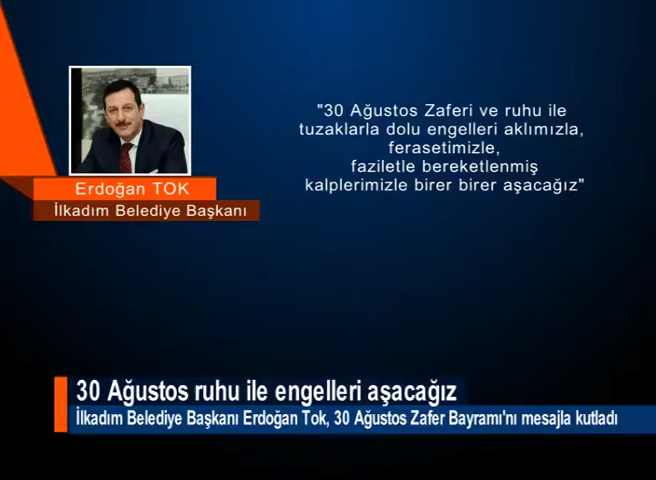 "30 Ağustos Zaferi ve ruhu ile
tuzaklarla dolu engelleri aklımızla,
ferasetimizle,
faziletle bereketlenmiş
kalplerimizle birer birer aşacağız"
Erdoğan TOK
İlkadım Belediye Başkanı
30 Ağustos ruhu ile engelleri aşacağız
İlkadım Belediye Başkanı Erdoğan Tok, 30 Ağustos Zafer Bayramı'nı mesajla kutladı